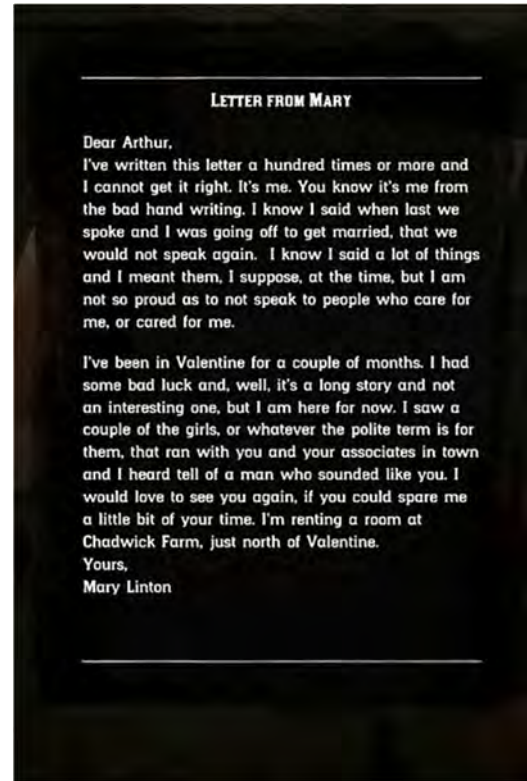 LETTER FROM MARY
Dear Arthur,
I've written this letter a hundred times or more and
I cannot get it right. It's me. You know it's me from
the bad hand writing. I know I said when last we
spoke and I was going off to get married, that we
would not speak again.  I know I said a lot of things
and I meant them, I suppose, at the time, but I am
not so proud as to not speak to people who care for
me, or cared for me.
I've been in Valentine for a couple of months. I had
some bad luck and, well, it's a long story and not
an interesting one, but I am here for now. I saw a
couple of the girls, or whatever the polite term is for
them, that ran with you and your associates in town
and I heard tell of a man who sounded like you. I
would love to see you again, if you could spare me
a little bit of your time. I'm renting a room at
Chadwick Farm, just north of Valentine.
Yours,
Mary Linton